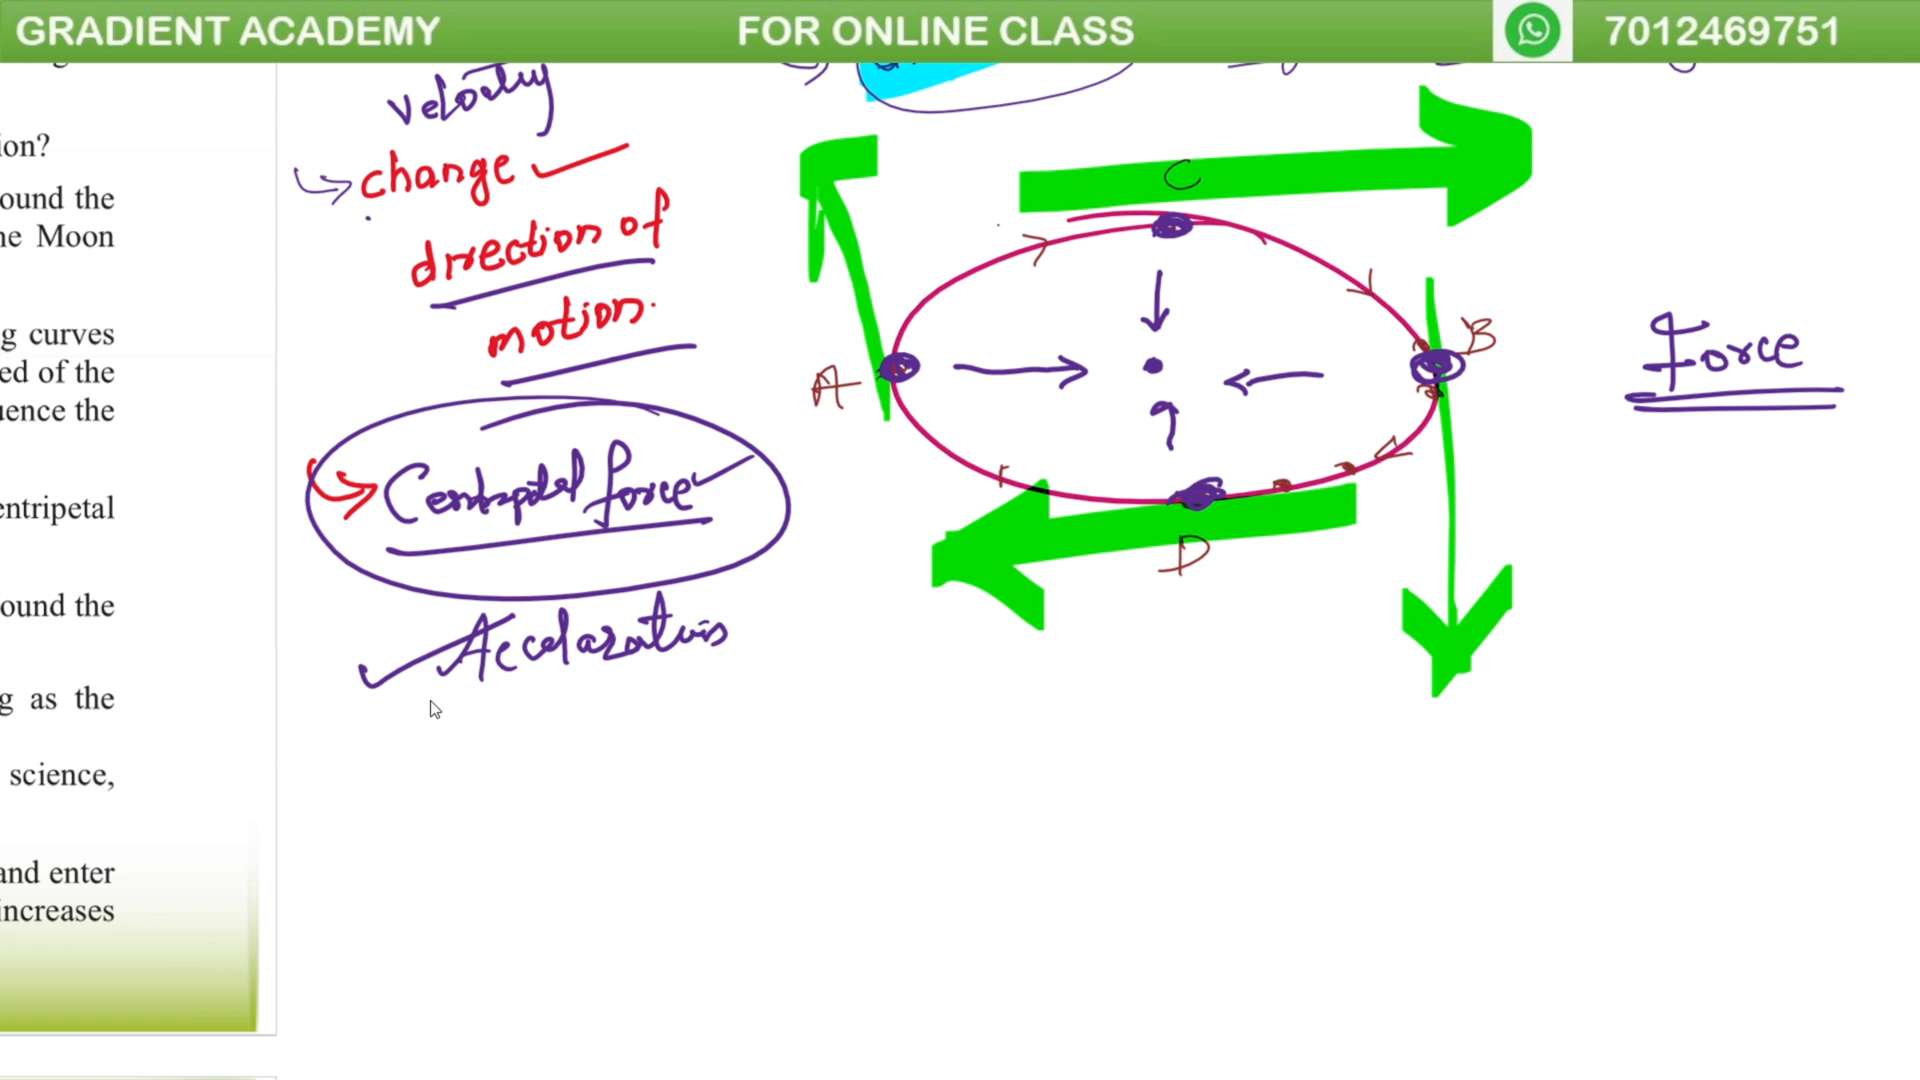 GRADIENT ACADEMY FOR ONLINE CLASS 7012469751
ion?
ound the
ne Moon
g curves
ed of the
uence the
entripetal
ound the
g as the
science,
and enter
increases
velocity
change
direction of
motion.
Centripetal force
Accelaration
C
A
B
D
Force